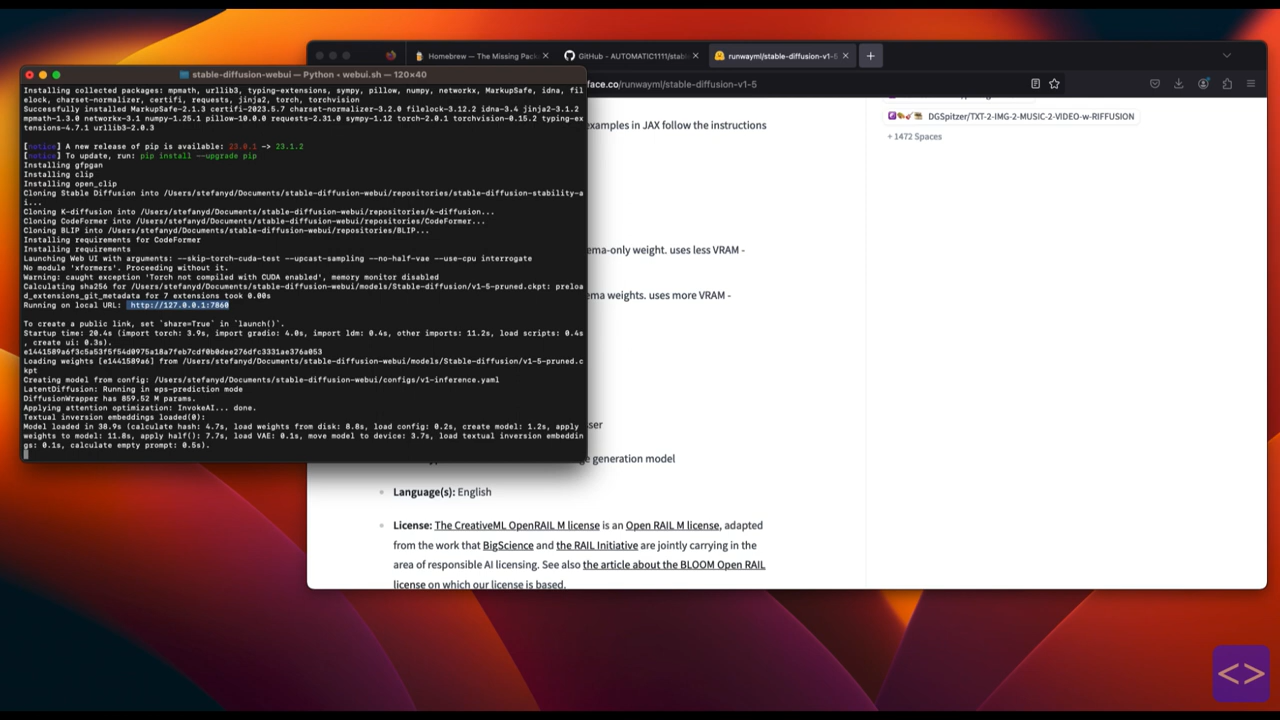 Homebrew — The Missing Pack
GitHub - AUTOMATIC1111/stabl
runwayml/stable-diffusion-v1-5
stable-diffusion-webui — Python • webui.sh — 120×40
face.co/runwayml/stable-diffusion-v1-5
Installing collected packages: mpmath, urllib3, typing-extensions, sympy, pillow, numpy, networkx, MarkupSafe, idna, fil
elock, charset-normalizer, certifi, requests, jinja2, torch, torchvision
Successfully installed MarkupSafe-2.1.3 certifi-2023.5.7 charset-normalizer-3.2.0 filelock-3.12.2 idna-3.4 jinja2-3.1.2
mpmath-1.3.0 networkx-3.1 numpy-1.25.1 pillow-10.0.0 requests-2.31.0 sympy-1.12 torch-2.0.1 torchvision-0.15.2 typing-ex
tensions-4.7.1 urllib3-2.0.3
[notice] A new release of pip is available: 23.0.1 -> 23.1.2
[notice] To update, run: pip install --upgrade pip
Installing gfpgan
Installing clip
Installing open_clip
Cloning Stable Diffusion into /Users/stefanyd/Documents/stable-diffusion-webui/repositories/stable-diffusion-stability-a
i...
Cloning K-diffusion into /Users/stefanyd/Documents/stable-diffusion-webui/repositories/k-diffusion...
Cloning CodeFormer into /Users/stefanyd/Documents/stable-diffusion-webui/repositories/CodeFormer...
Cloning BLIP into /Users/stefanyd/Documents/stable-diffusion-webui/repositories/BLIP...
Installing requirements for CodeFormer
Installing requirements
Launching Web UI with arguments: --skip-torch-cuda-test --upcast-sampling --no-half-vae --use-cpu interrogate
No module 'xformers'. Proceeding without it.
Warning: caught exception 'Torch not compiled with CUDA enabled', memory monitor disabled
Calculating sha256 for /Users/stefanyd/Documents/stable-diffusion-webui/models/Stable-diffusion/v1-5-pruned.ckpt: preloa
d_extensions_git_metadata for 7 extensions took 0.00s
Running on local URL: http://127.0.0.1:7860
To create a public link, set `share=True` in `launch()`.
Startup time: 20.4s (import torch: 3.9s, import gradio: 4.0s, import ldm: 0.4s, other imports: 11.2s, load scripts: 0.4s
, create ui: 0.3s).
e1441589a6f3c5a53f5f54d0975a18a7feb7cdf0b0dee276dfc3331ae376a053
Loading weights [e1441589a6] from /Users/stefanyd/Documents/stable-diffusion-webui/models/Stable-diffusion/v1-5-pruned.c
kpt
Creating model from config: /Users/stefanyd/Documents/stable-diffusion-webui/configs/v1-inference.yaml
LatentDiffusion: Running in eps-prediction mode
DiffusionWrapper has 859.52 M params.
Applying attention optimization: InvokeAI... done.
Textual inversion embeddings loaded(0):
Model loaded in 38.9s (calculate hash: 4.7s, load weights from disk: 8.8s, load config: 0.2s, create model: 1.2s, apply
weights to model: 11.8s, apply half(): 7.7s, load VAE: 0.1s, move model to device: 3.7s, load textual inversion embeddin
gs: 0.1s, calculate empty prompt: 0.5s).
examples in JAX follow the instructions
ema-only weight. uses less VRAM -
ema weights. uses more VRAM -
sser
ge generation model
Language(s): English
License: The CreativeML OpenRAIL M license is an Open RAIL M license, adapted
from the work that BigScience and the RAIL Initiative are jointly carrying in the
area of responsible AI licensing. See also the article about the BLOOM Open RAIL
license on which our license is based.
DGSpitzer/TXT-2-IMG-2-MUSIC-2-VIDEO-w-RIFFUSION
+ 1472 Spaces
<>